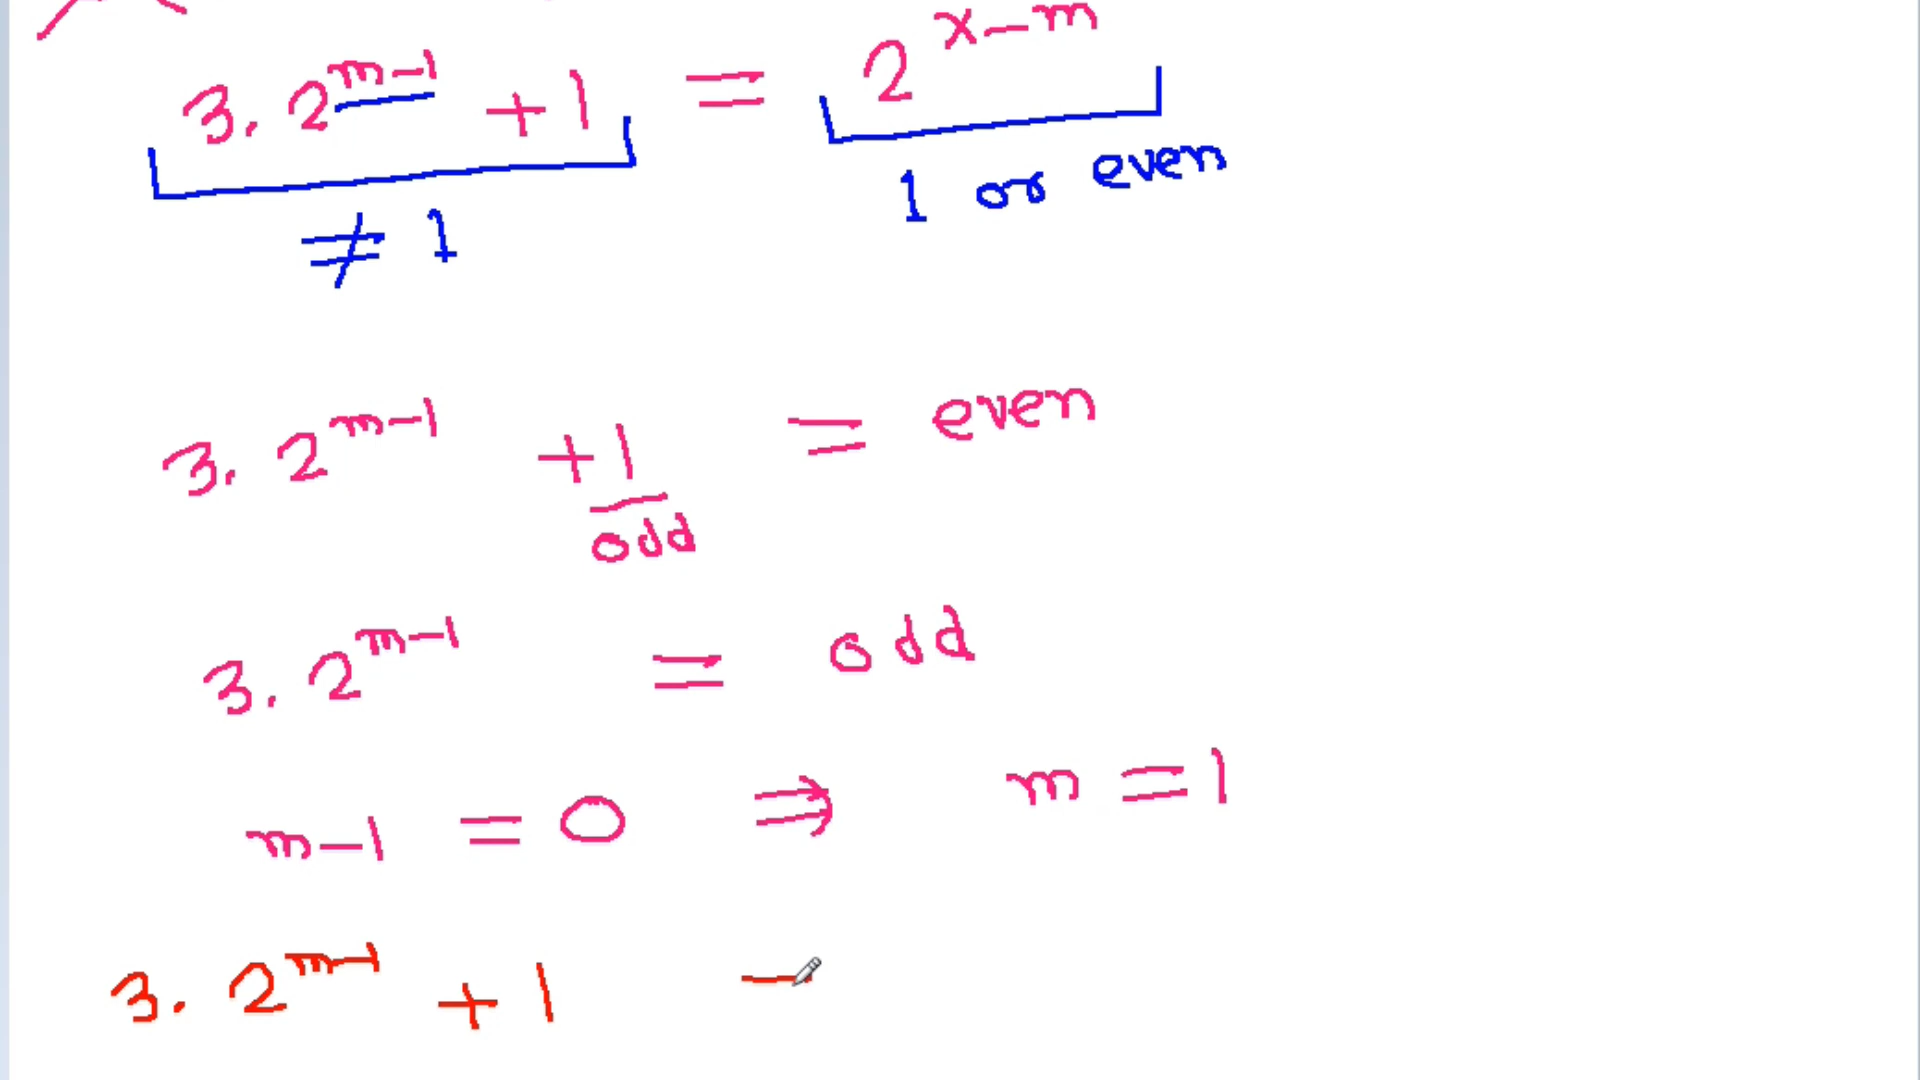 3. 2^{m-1} + 1 = 2^{x-m}
≠ 1 1 or even
3. 2^{m-1} + 1 = even
odd
3. 2^{m-1} = odd
m-1 = 0 ⇒ m = 1
3. 2^{m-1} + 1 —